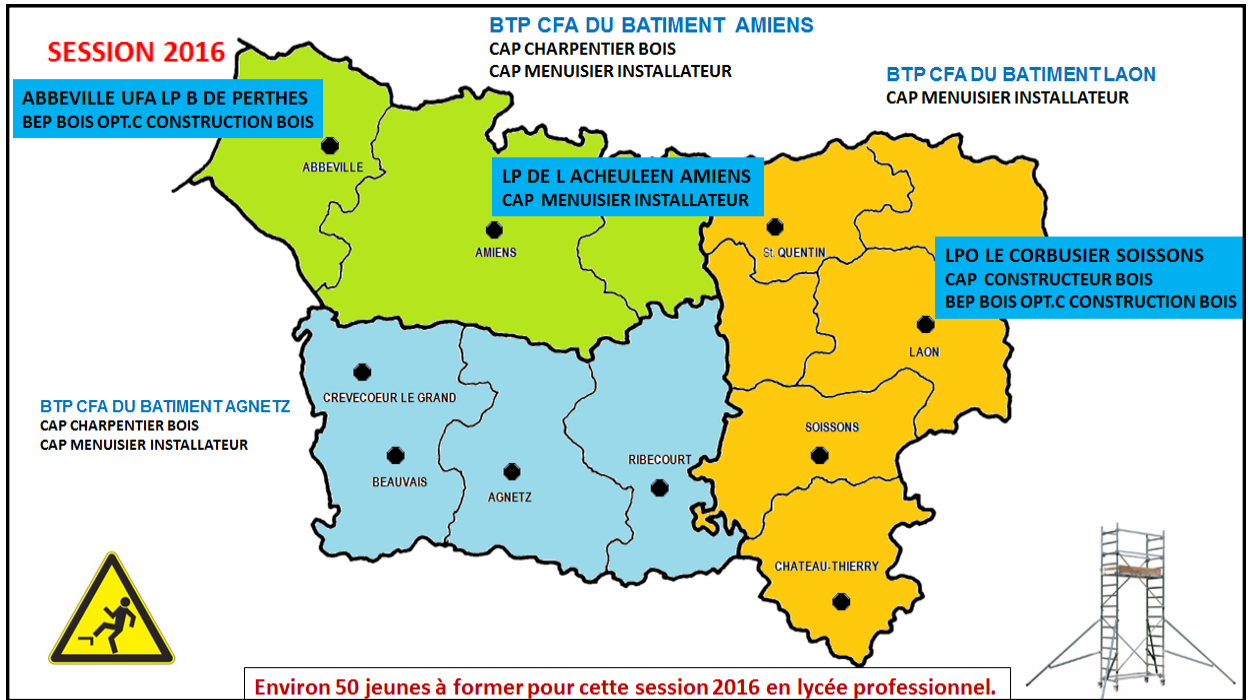 SESSION 2016
BTP CFA DU BATIMENT AMIENS
CAP CHARPENTIER BOIS
CAP MENUISIER INSTALLATEUR
BTP CFA DU BATIMENT LAON
CAP MENUISIER INSTALLATEUR
ABBEVILLE UFA LP B DE PERTHES
BEP BOIS OPT.C CONSTRUCTION BOIS
ABBEVILLE
LP DE L ACHEULEEN AMIENS
CAP MENUISIER INSTALLATEUR
AMIENS
St. QUENTIN
LPO LE CORBUSIER SOISSONS
CAP CONSTRUCTEUR BOIS
BEP BOIS OPT.C CONSTRUCTION BOIS
LAON
CREVECOEUR LE GRAND
BTP CFA DU BATIMENT AGNETZ
CAP CHARPENTIER BOIS
CAP MENUISIER INSTALLATEUR
SOISSONS
BEAUVAIS
AGNETZ
RIBECOURT
CHATEAU-THIERRY
Environ 50 jeunes à former pour cette session 2016 en lycée professionnel.